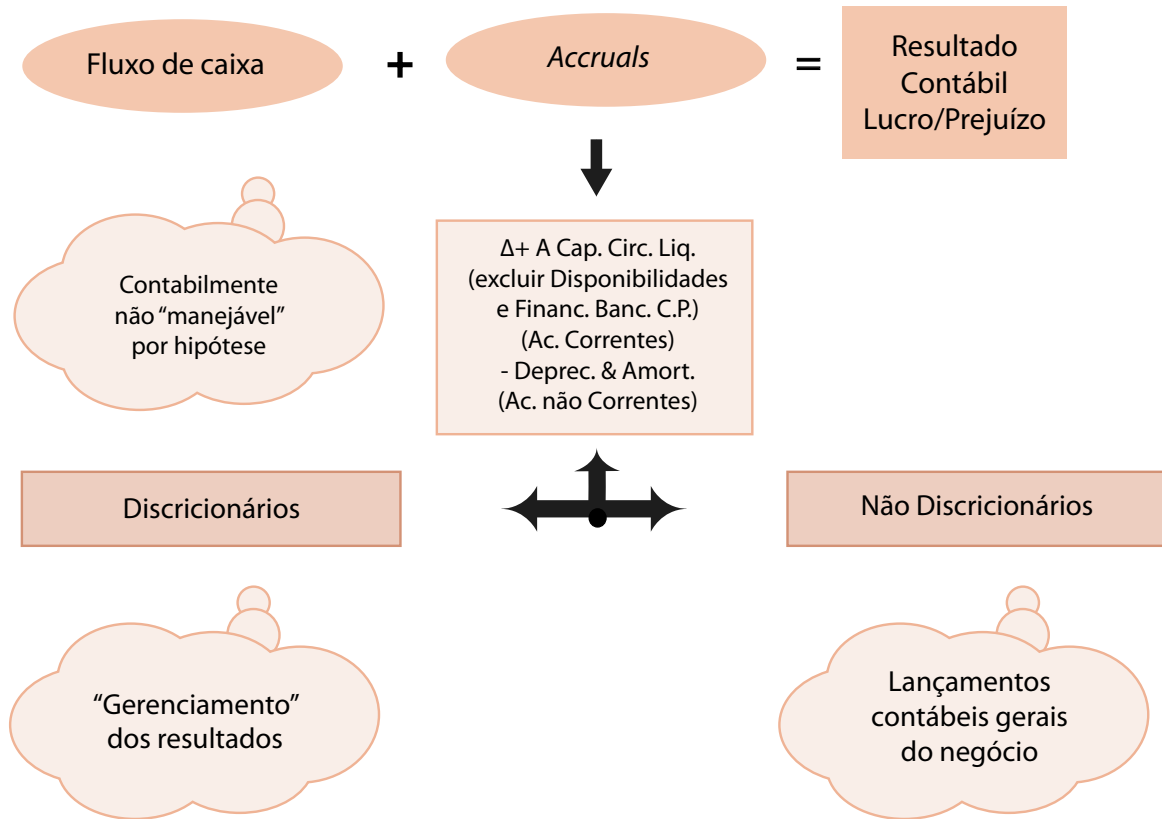 Fluxo de caixa
+
Accruals
=
Resultado
Contábil
Lucro/Prejuízo
Contabilmente
não “manejável”
por hipótese
Δ+ A Cap. Circ. Liq.
(excluir Disponibilidades
e Financ. Banc. C.P.)
(Ac. Correntes)
- Deprec. & Amort.
(Ac. não Correntes)
Discricionários
Não Discricionários
“Gerenciamento”
dos resultados
Lançamentos
contábeis gerais
do negócio